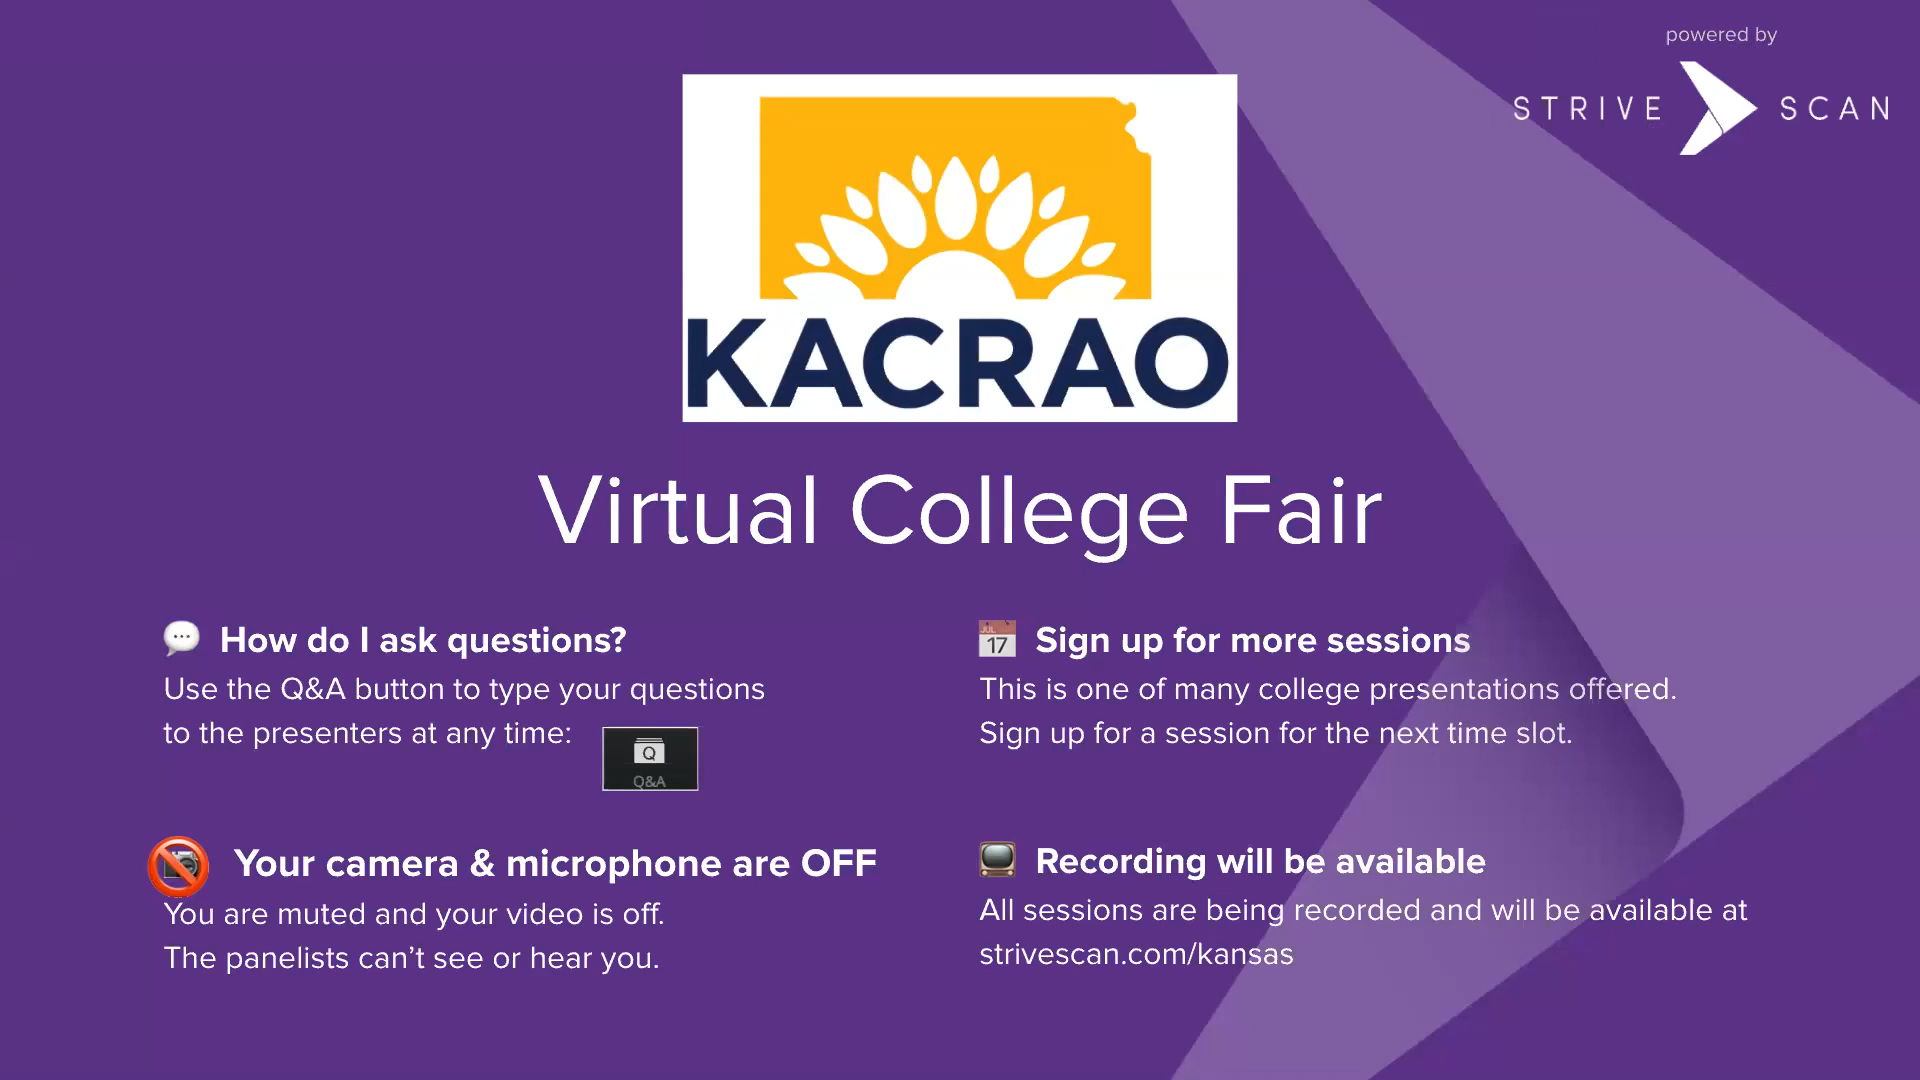 powered by
STRIVE SCAN
KACRAO
Virtual College Fair
How do I ask questions?
Use the Q&A button to type your questions
to the presenters at any time:
Q
Q&A
JUL
17
Sign up for more sessions
This is one of many college presentations offered.
Sign up for a session for the next time slot.
Your camera & microphone are OFF
You are muted and your video is off.
The panelists can’t see or hear you.
Recording will be available
All sessions are being recorded and will be available at
strivescan.com/kansas